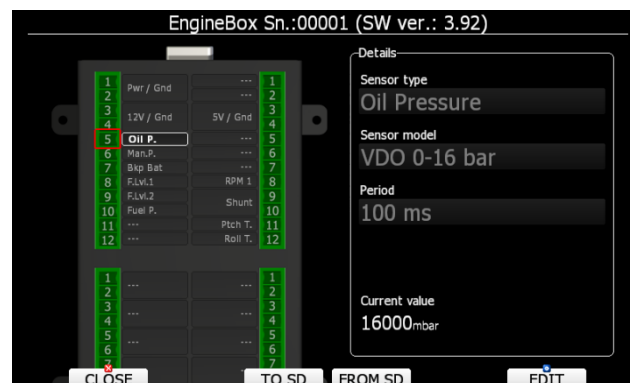 EngineBox Sn.:00001 (SW ver.: 3.92)
1 Pwr / Gnd --- 1
2 --- 2
3 12V / Gnd 5V / Gnd 3
4 4
5 Oil P. --- 5
6 Man.P. --- 6
7 Bkp Bat --- 7
8 F.Lvl.1 RPM 1 8
9 F.Lvl.2 Shunt 9
10 Fuel P. 10
11 --- Ptch T. 11
12 --- Roll T. 12
1 --- --- 1
2 2
3 --- --- 3
4 4
5 --- --- 5
6 6
7 --- 7
Details
Sensor type
Oil Pressure
Sensor model
VDO 0-16 bar
Period
100 ms
Current value
16000mbar
CLOSE TO SD FROM SD EDIT